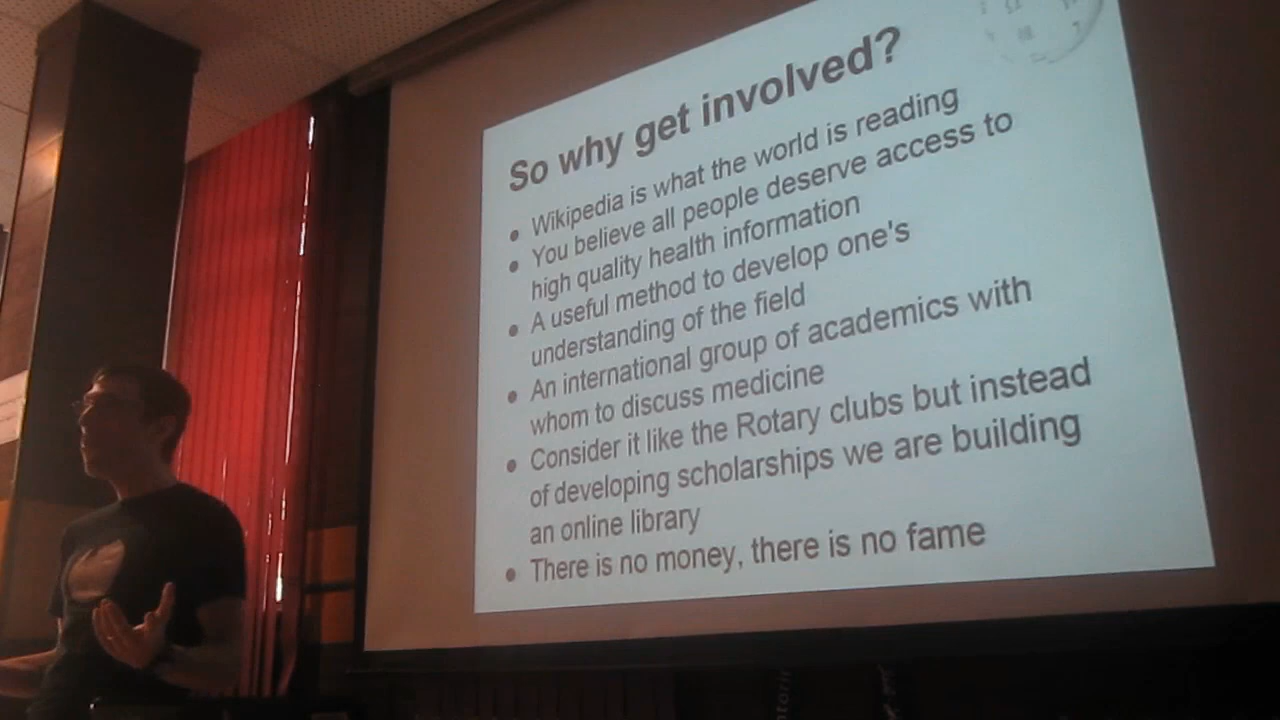 So why get involved?
Wikipedia is what the world is reading
You believe all people deserve access to
high quality health information
A useful method to develop one's
understanding of the field
An international group of academics with
whom to discuss medicine
Consider it like the Rotary clubs but instead
of developing scholarships we are building
an online library
There is no money, there is no fame